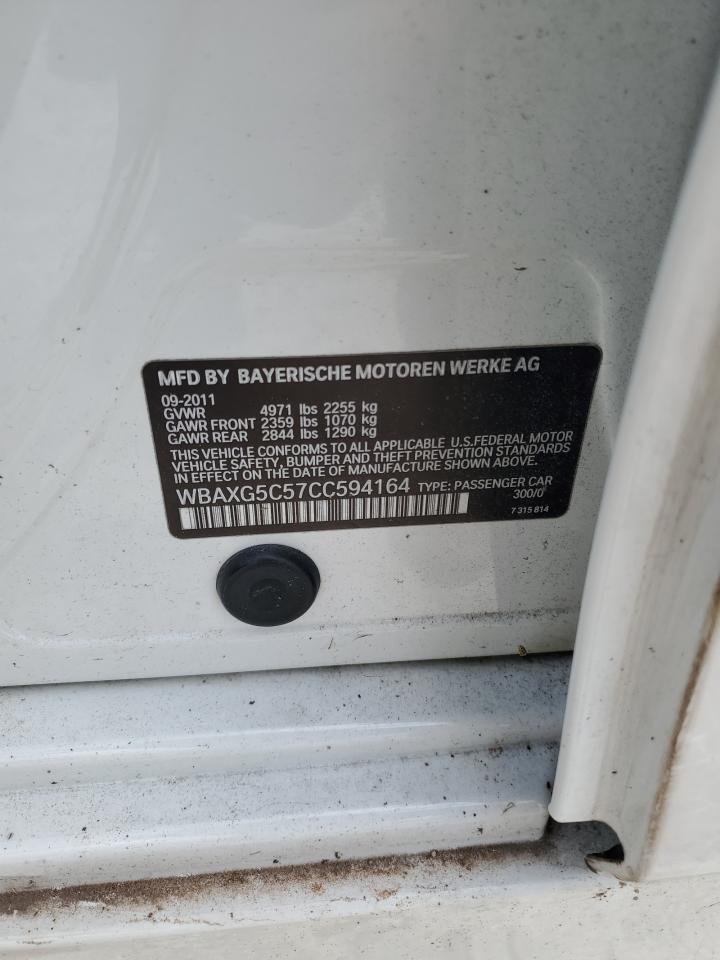 MFD BY BAYERISCHE MOTOREN WERKE AG
09-2011
GVWR 4971 lbs 2255 kg
GAWR FRONT 2359 lbs 1070 kg
GAWR REAR 2844 lbs 1290 kg
THIS VEHICLE CONFORMS TO ALL APPLICABLE U.S.FEDERAL MOTOR
VEHICLE SAFETY, BUMPER, AND THEFT PREVENTION STANDARDS
IN EFFECT ON THE DATE OF MANUFACTURE SHOWN ABOVE.
WBAXG5C57CC594164 TYPE: PASSENGER CAR
300/0
7 315 814